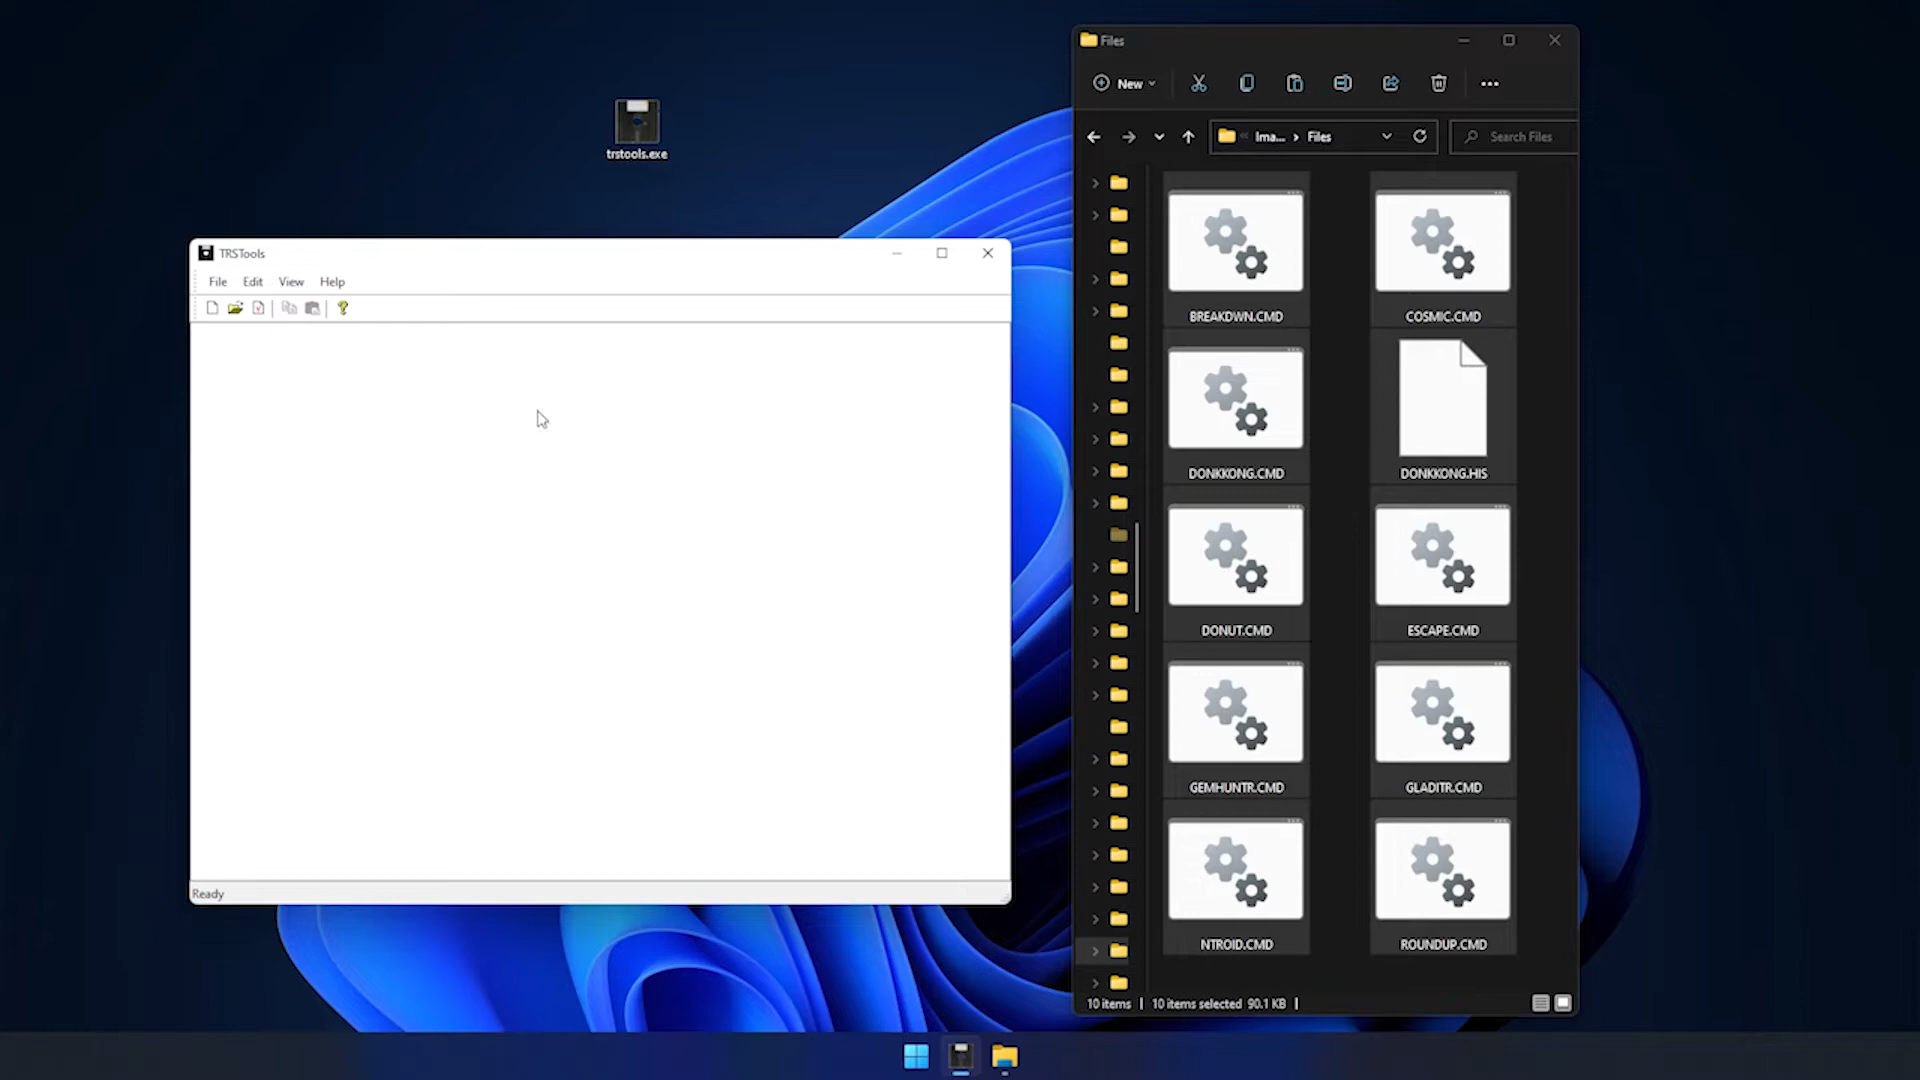 trstools.exe
TRSTools
File Edit View Help
Ready
Files
New
Ima... Files
Search Files
BREAKDWN.CMD COSMIC.CMD
DONKKONG.CMD DONKKONG.HIS
DONUT.CMD ESCAPE.CMD
GEMHUNTR.CMD GLADITR.CMD
NTROID.CMD ROUNDUP.CMD
10 items | 10 items selected 90.1 KB |